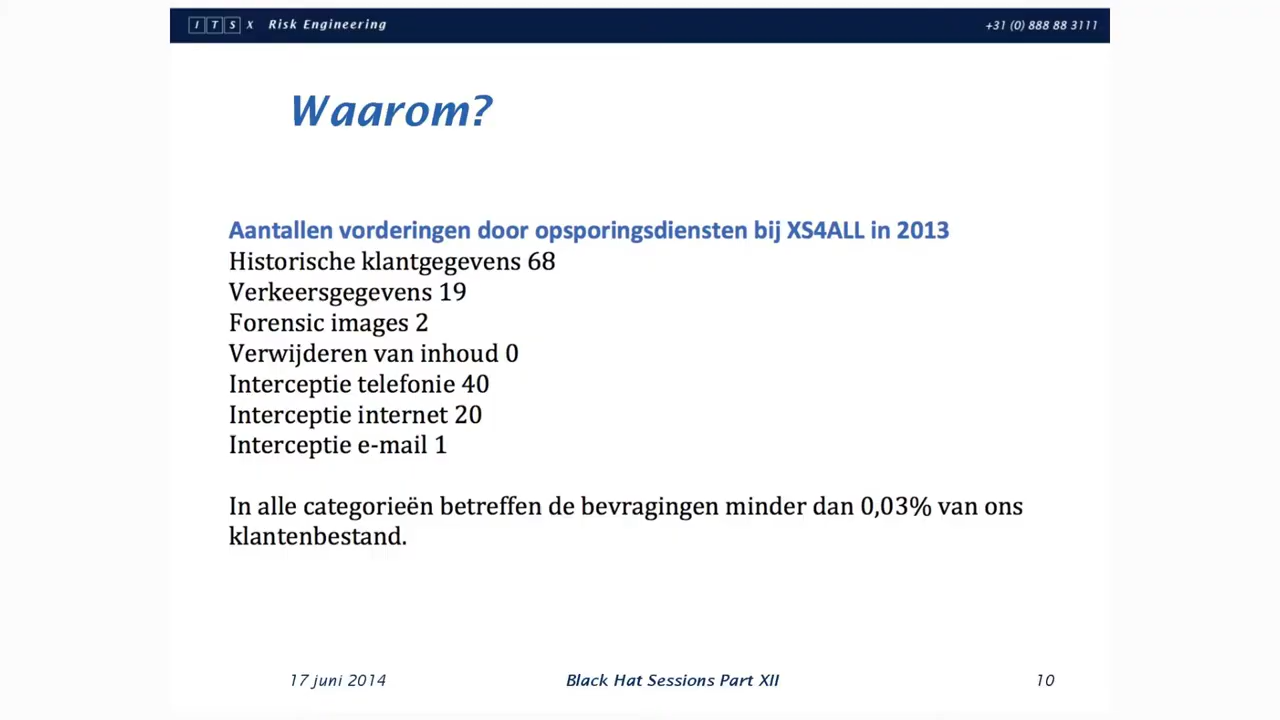 ITSX Risk Engineering
+31 (0) 888 88 3111
Waarom?
Aantallen vorderingen door opsporingsdiensten bij XS4ALL in 2013
Historische klantgegevens 68
Verkeersgegevens 19
Forensic images 2
Verwijderen van inhoud 0
Interceptie telefonie 40
Interceptie internet 20
Interceptie e-mail 1
In alle categorieën betreffen de bevragingen minder dan 0,03% van ons
klantenbestand.
17 juni 2014
Black Hat Sessions Part XII
10